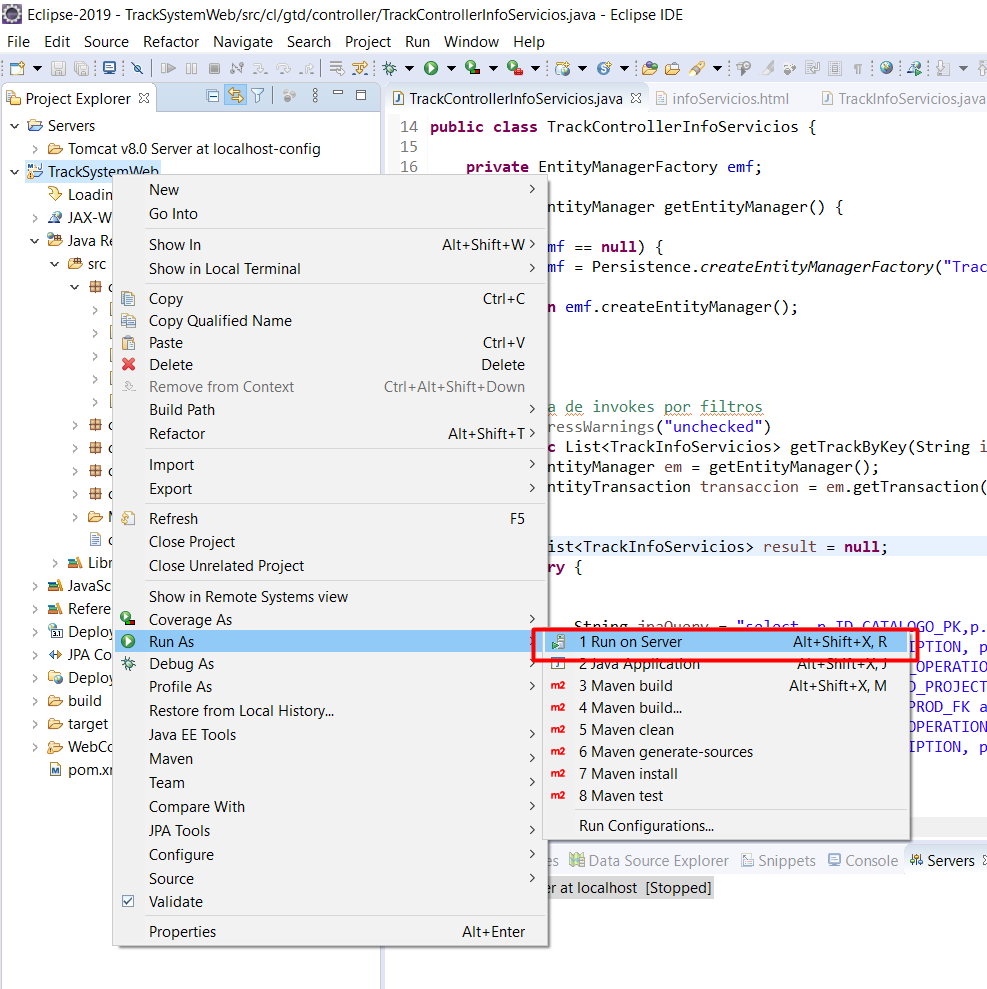 Eclipse-2019 - TrackSystemWeb/src/cl/gtd/controller/TrackControllerInfoServicios.java - Eclipse IDE
File Edit Source Refactor Navigate Search Project Run Window Help
Project Explorer
Servers
Tomcat v8.0 Server at localhost-config
TrackSystemWeb
Loadin
JAX-W
Java Re
src
Libr
JavaSc
Refere
Deploy
JPA Co
Deploy
build
target
WebCo
pom.xm
New
Go Into
Show In Alt+Shift+W
Show in Local Terminal
Copy Ctrl+C
Copy Qualified Name
Paste Ctrl+V
Delete Delete
Remove from Context Ctrl+Alt+Shift+Down
Build Path
Refactor Alt+Shift+T
Import
Export
Refresh F5
Close Project
Close Unrelated Project
Show in Remote Systems view
Coverage As
Run As
Debug As
Profile As
Restore from Local History...
Java EE Tools
Maven
Team
Compare With
JPA Tools
Configure
Source
Validate
Properties Alt+Enter
1 Run on Server Alt+Shift+X, R
2 Java Application Alt+Shift+X, J
3 Maven build Alt+Shift+X, M
4 Maven build...
5 Maven clean
6 Maven generate-sources
7 Maven install
8 Maven test
Run Configurations...
TrackControllerInfoServicios.java infoServicios.html TrackInfoServicios.java
14 public class TrackControllerInfoServicios {
15
16 private EntityManagerFactory emf;
ntityManager getEntityManager() {
mf == null) {
mf = Persistence.createEntityManagerFactory("Trac
n emf.createEntityManager();
a de invokes por filtros
ressWarnings("unchecked")
c List<TrackInfoServicios> getTrackByKey(String i
ntityManager em = getEntityManager();
ntityTransaction transaccion = em.getTransaction(
ist<TrackInfoServicios> result = null;
ry {
String jpaQuery = "select p.ID_CATALOGO_PK,p.
IPTION, p
_OPERATION
D_PROJECT
PROD_FK a
OPERATION
IPTION, p
es Data Source Explorer Snippets Console Servers
er at localhost [Stopped]